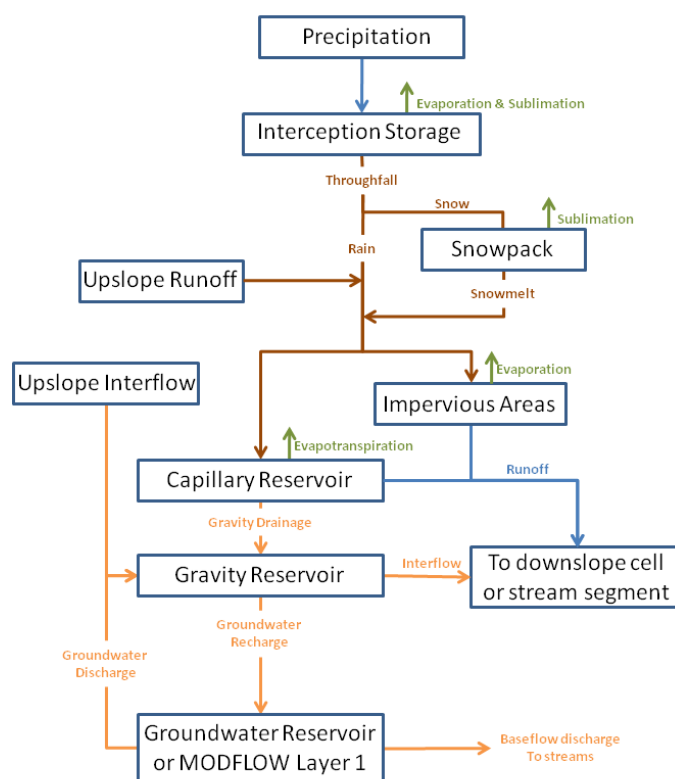 Precipitation
Evaporation & Sublimation
Interception Storage
Throughfall
Snow
Sublimation
Rain
Snowpack
Upslope Runoff
Snowmelt
Upslope Interflow
Evaporation
Impervious Areas
Evapotranspiration
Capillary Reservoir
Runoff
Gravity Drainage
Gravity Reservoir
Interflow
To downslope cell
or stream segment
Groundwater
Recharge
Groundwater
Discharge
Groundwater Reservoir
or MODFLOW Layer 1
Baseflow discharge
To streams